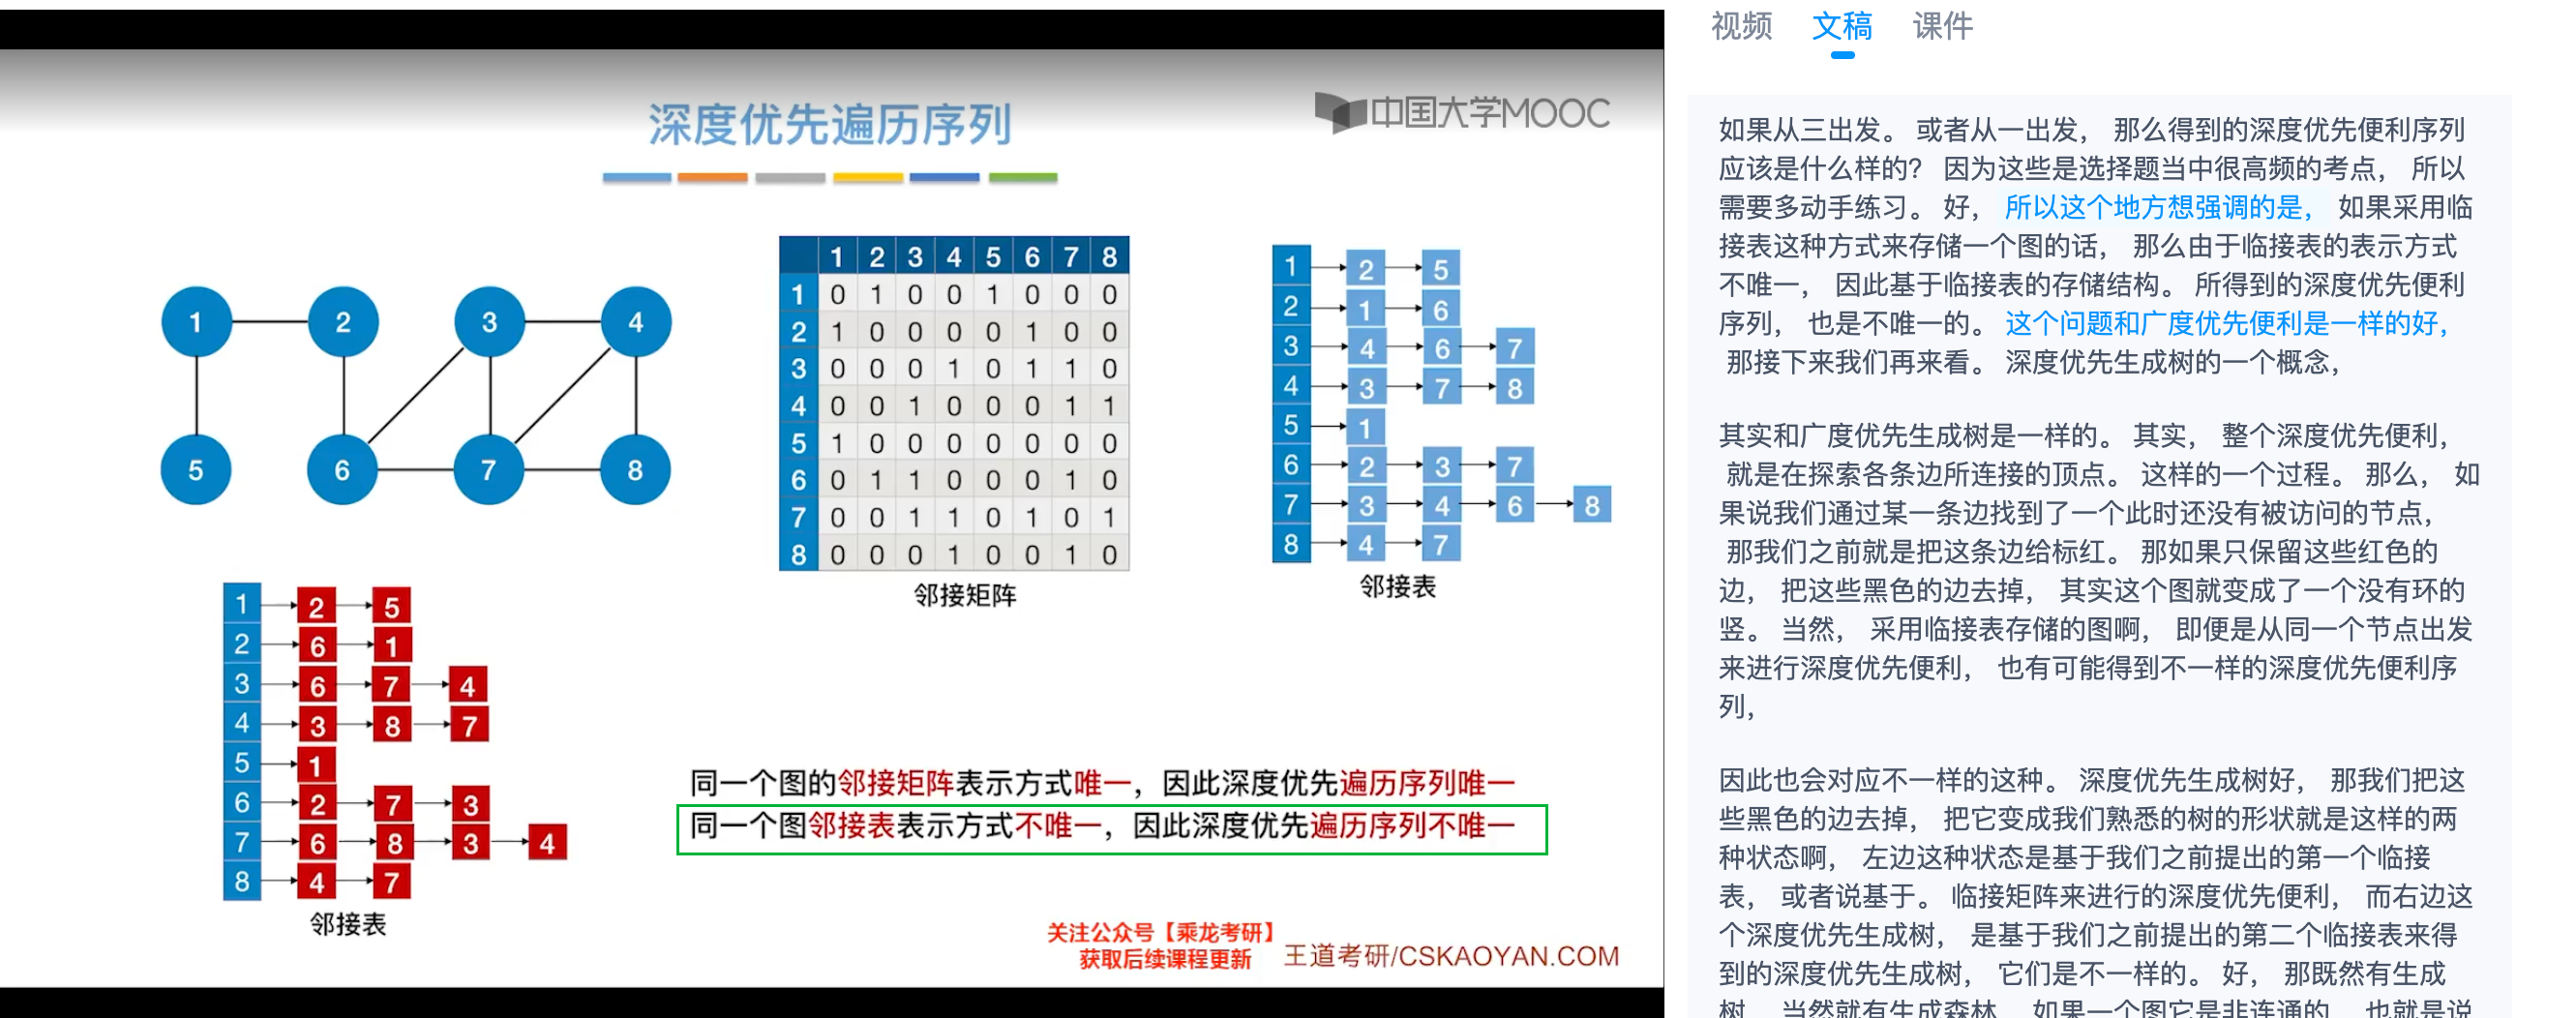 深度优先遍历序列
中国大学MOOC
1 2 3 4
5 6 7 8
1 2 3 4 5 6 7 8
1 0 1 0 0 1 0 0 0
2 1 0 0 0 0 1 0 0
3 0 0 0 1 0 1 1 0
4 0 0 1 0 0 0 1 1
5 1 0 0 0 0 0 0 0
6 0 1 1 0 0 0 1 0
7 0 0 1 1 0 1 0 1
8 0 0 0 1 0 0 1 0
邻接矩阵
1 2 5
2 1 6
3 4 6 7
4 3 7 8
5 1
6 2 3 7
7 3 4 6 8
8 4 7
邻接表
1 2 5
2 6 1
3 6 7 4
4 3 8 7
5 1
6 2 7 3
7 6 8 3 4
8 4 7
邻接表
同一个图的邻接矩阵表示方式唯一，因此深度优先遍历序列唯一
同一个图邻接表表示方式不唯一，因此深度优先遍历序列不唯一
关注公众号【乘龙考研】
获取后续课程更新
王道考研/CSKAOYAN.COM
视频 文稿 课件
如果从三出发。 或者从一出发， 那么得到的深度优先便利序列
应该是什么样的？ 因为这些是选择题当中很高频的考点， 所以
需要多动手练习。 好， 所以这个地方想强调的是， 如果采用临
接表这种方式来存储一个图的话， 那么由于临接表的表示方式
不唯一， 因此基于临接表的存储结构。 所得到的深度优先便利
序列， 也是不唯一的。 这个问题和广度优先便利是一样的好，
那接下来我们再来看。 深度优先生成树的一个概念，
其实和广度优先生成树是一样的。 其实， 整个深度优先便利，
就是在探索各条边所连接的顶点。 这样的一个过程。 那么， 如
果说我们通过某一条边找到了一个此时还没有被访问的节点，
那我们之前就是把这条边给标红。 那如果只保留这些红色的
边， 把这些黑色的边去掉， 其实这个图就变成了一个没有环的
竖。 当然， 采用临接表存储的图啊， 即便是从同一个节点出发
来进行深度优先便利， 也有可能得到不一样的深度优先便利序
列，
因此也会对应不一样的这种。 深度优先生成树好， 那我们把这
些黑色的边去掉， 把它变成我们熟悉的树的形状就是这样的两
种状态啊， 左边这种状态是基于我们之前提出的第一个临接
表， 或者说基于。 临接矩阵来进行的深度优先便利， 而右边这
个深度优先生成树， 是基于我们之前提出的第二个临接表来得
到的深度优先生成树， 它们是不一样的。 好， 那既然有生成
树， 当然就有生成森林， 如果一个图它是非连通的， 也就是说